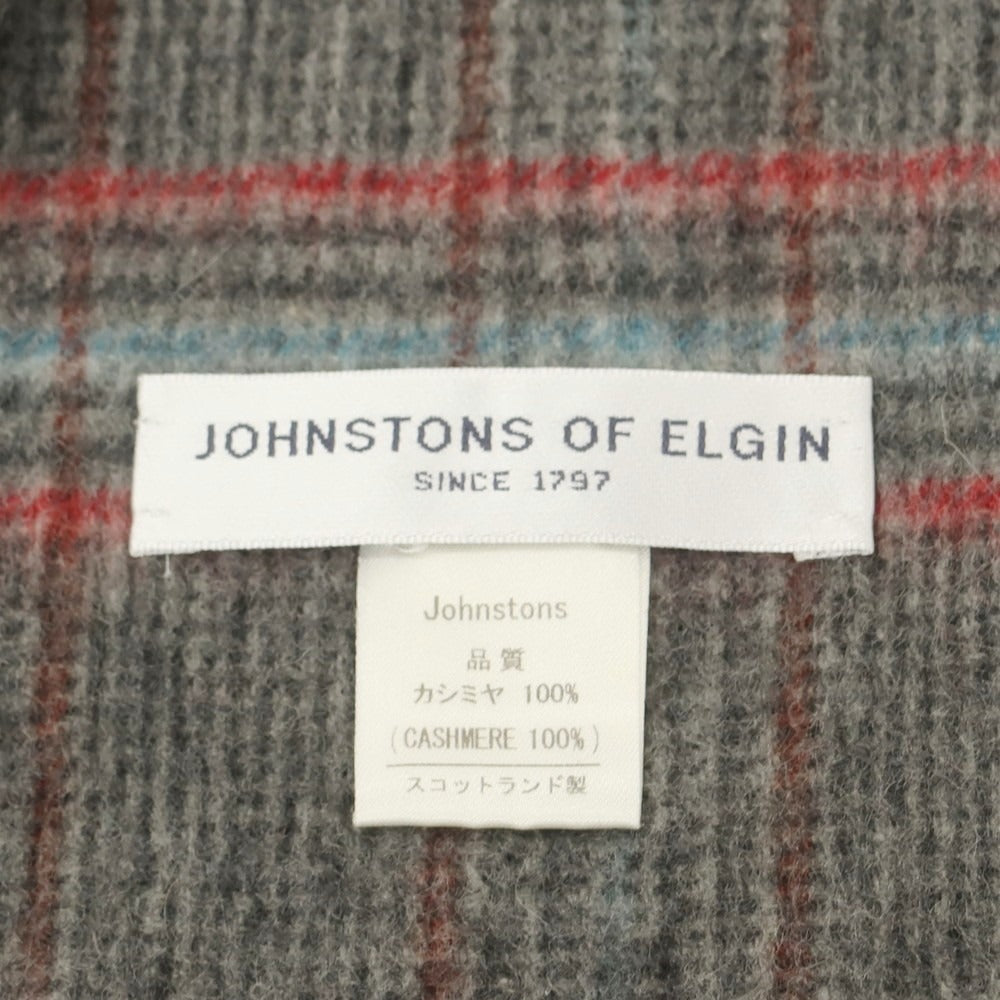 JOHNSTONS OF ELGIN
SINCE 1797
Johnstons
品質
カシミヤ 100%
(CASHMERE 100%)
スコットランド製